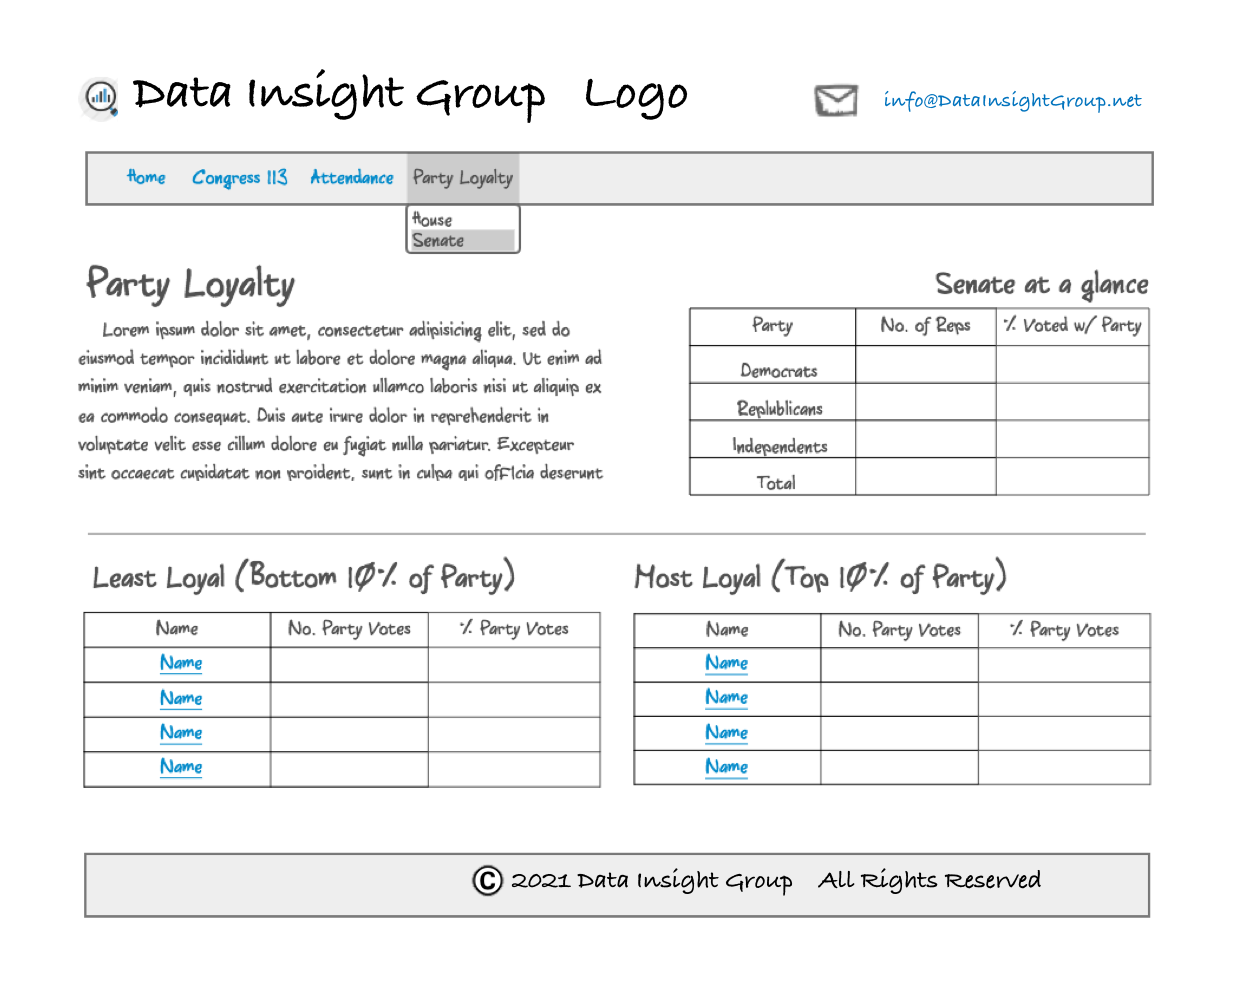 Data Insight Group Logo
info@DataInsightGroup.net
Home Congress 113 Attendance Party Loyalty
House
Senate
Party Loyalty
Lorem ipsum dolor sit amet, consectetur adipisicing elit, sed do
eiusmod tempor incididunt ut labore et dolore magna aliqua. Ut enim ad
minim veniam, quis nostrud exercitation ullamco laboris nisi ut aliquip ex
ea commodo consequat. Duis aute irure dolor in reprehenderit in
voluptate velit esse cillum dolore eu fugiat nulla pariatur. Excepteur
sint occaecat cupidatat non proident, sunt in culpa qui ofFlcia deserunt
Senate at a glance
Party No. of Reps % Voted w/ Party
Democrats
Replublicans
Independents
Total
Least Loyal (Bottom 10% of Party)
Name No. Party Votes % Party Votes
Name
Name
Name
Name
Most Loyal (Top 10% of Party)
Name No. Party Votes % Party Votes
Name
Name
Name
Name
© 2021 Data Insight Group All Rights Reserved